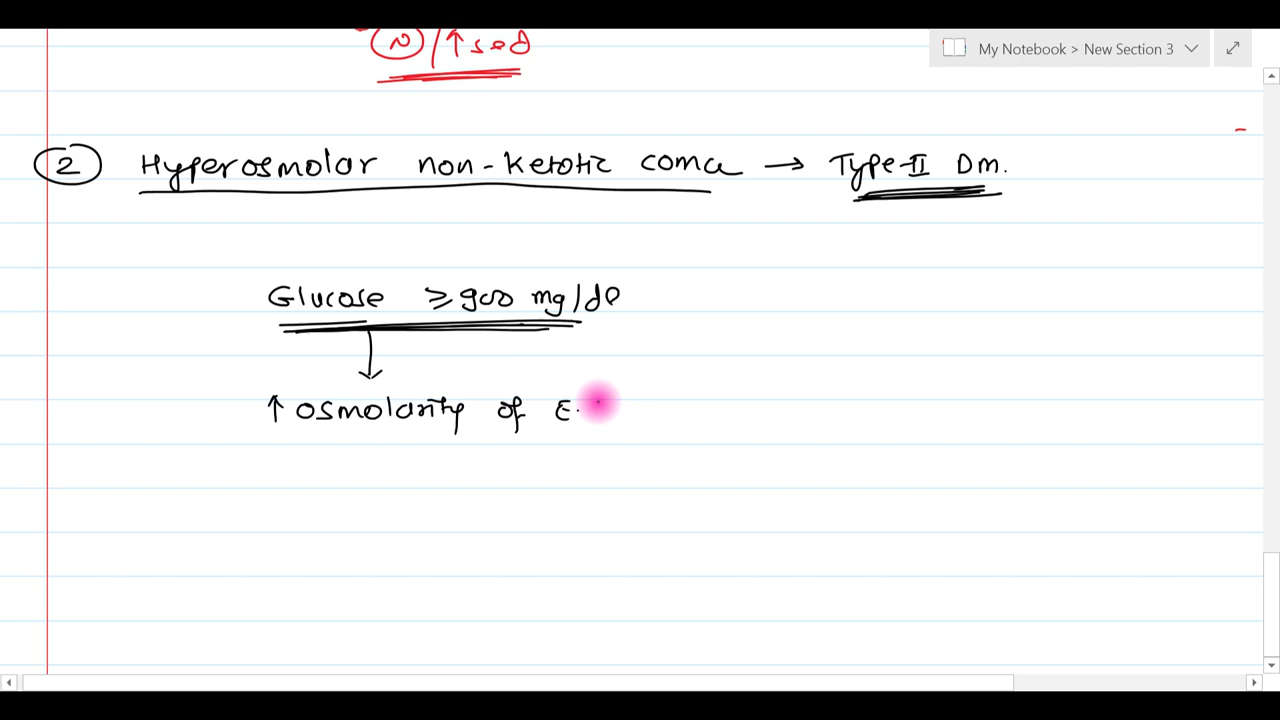 (N)/↑sed
My Notebook > New Section 3
2 Hyperosmolar non-Ketotic coma → Type-II Dm.
Glucose ≥900 mg/dl
↑ osmolarity of E.